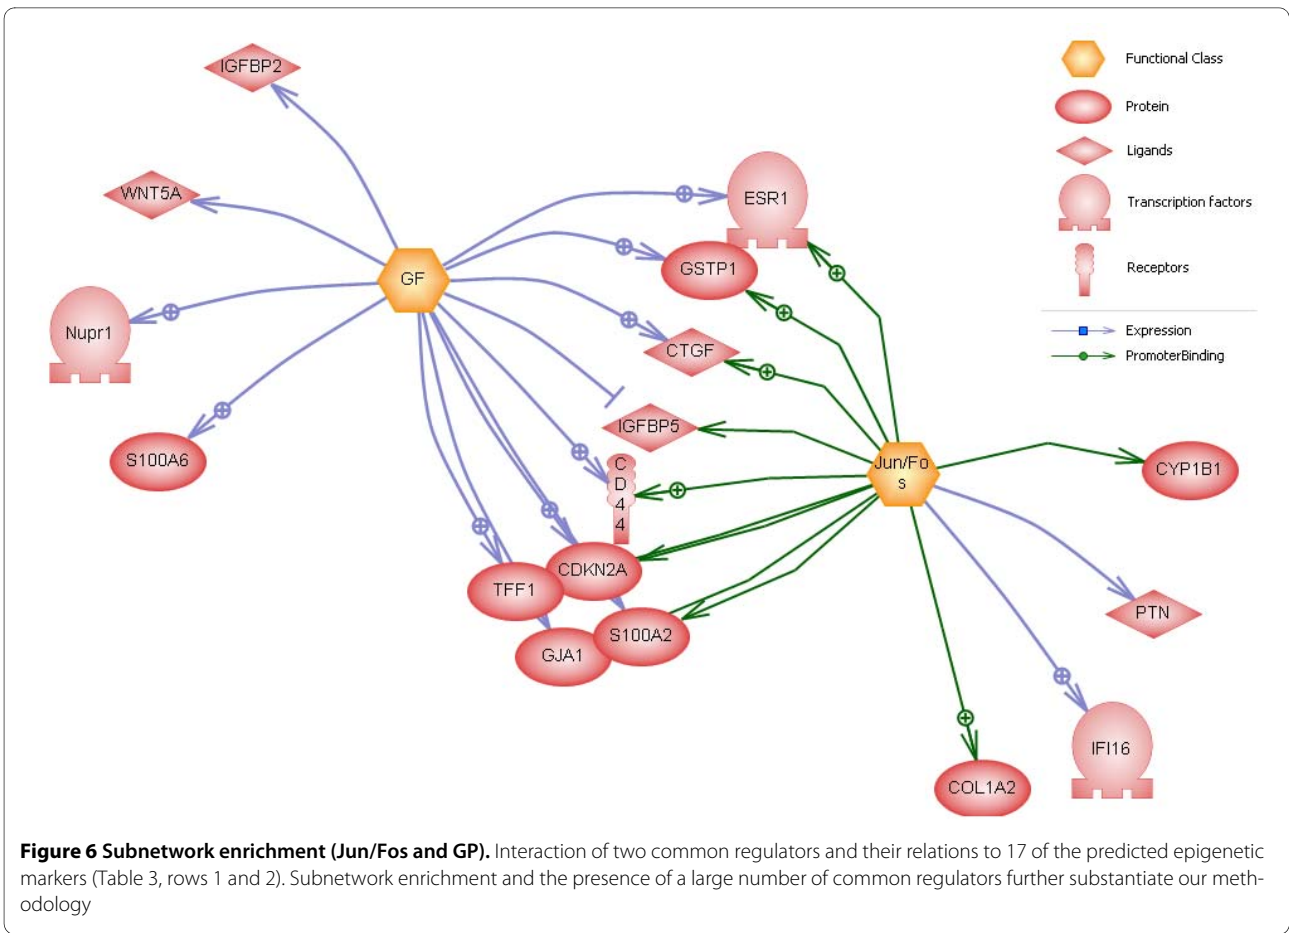 IGFBP2
Functional Class
Protein
Ligands
WNT5A
ESR1
Transcription factors
GSTP1
Receptors
GF
Nupr1
Expression
CTGF
PromoterBinding
IGFBP5
S100A6
C
D
4
4
Jun/Fo
s
CYP1B1
CDKN2A
TFF1
PTN
S100A2
GJA1
IFI16
COL1A2
Figure 6 Subnetwork enrichment (Jun/Fos and GP). Interaction of two common regulators and their relations to 17 of the predicted epigenetic
markers (Table 3, rows 1 and 2). Subnetwork enrichment and the presence of a large number of common regulators further substantiate our meth-
odology